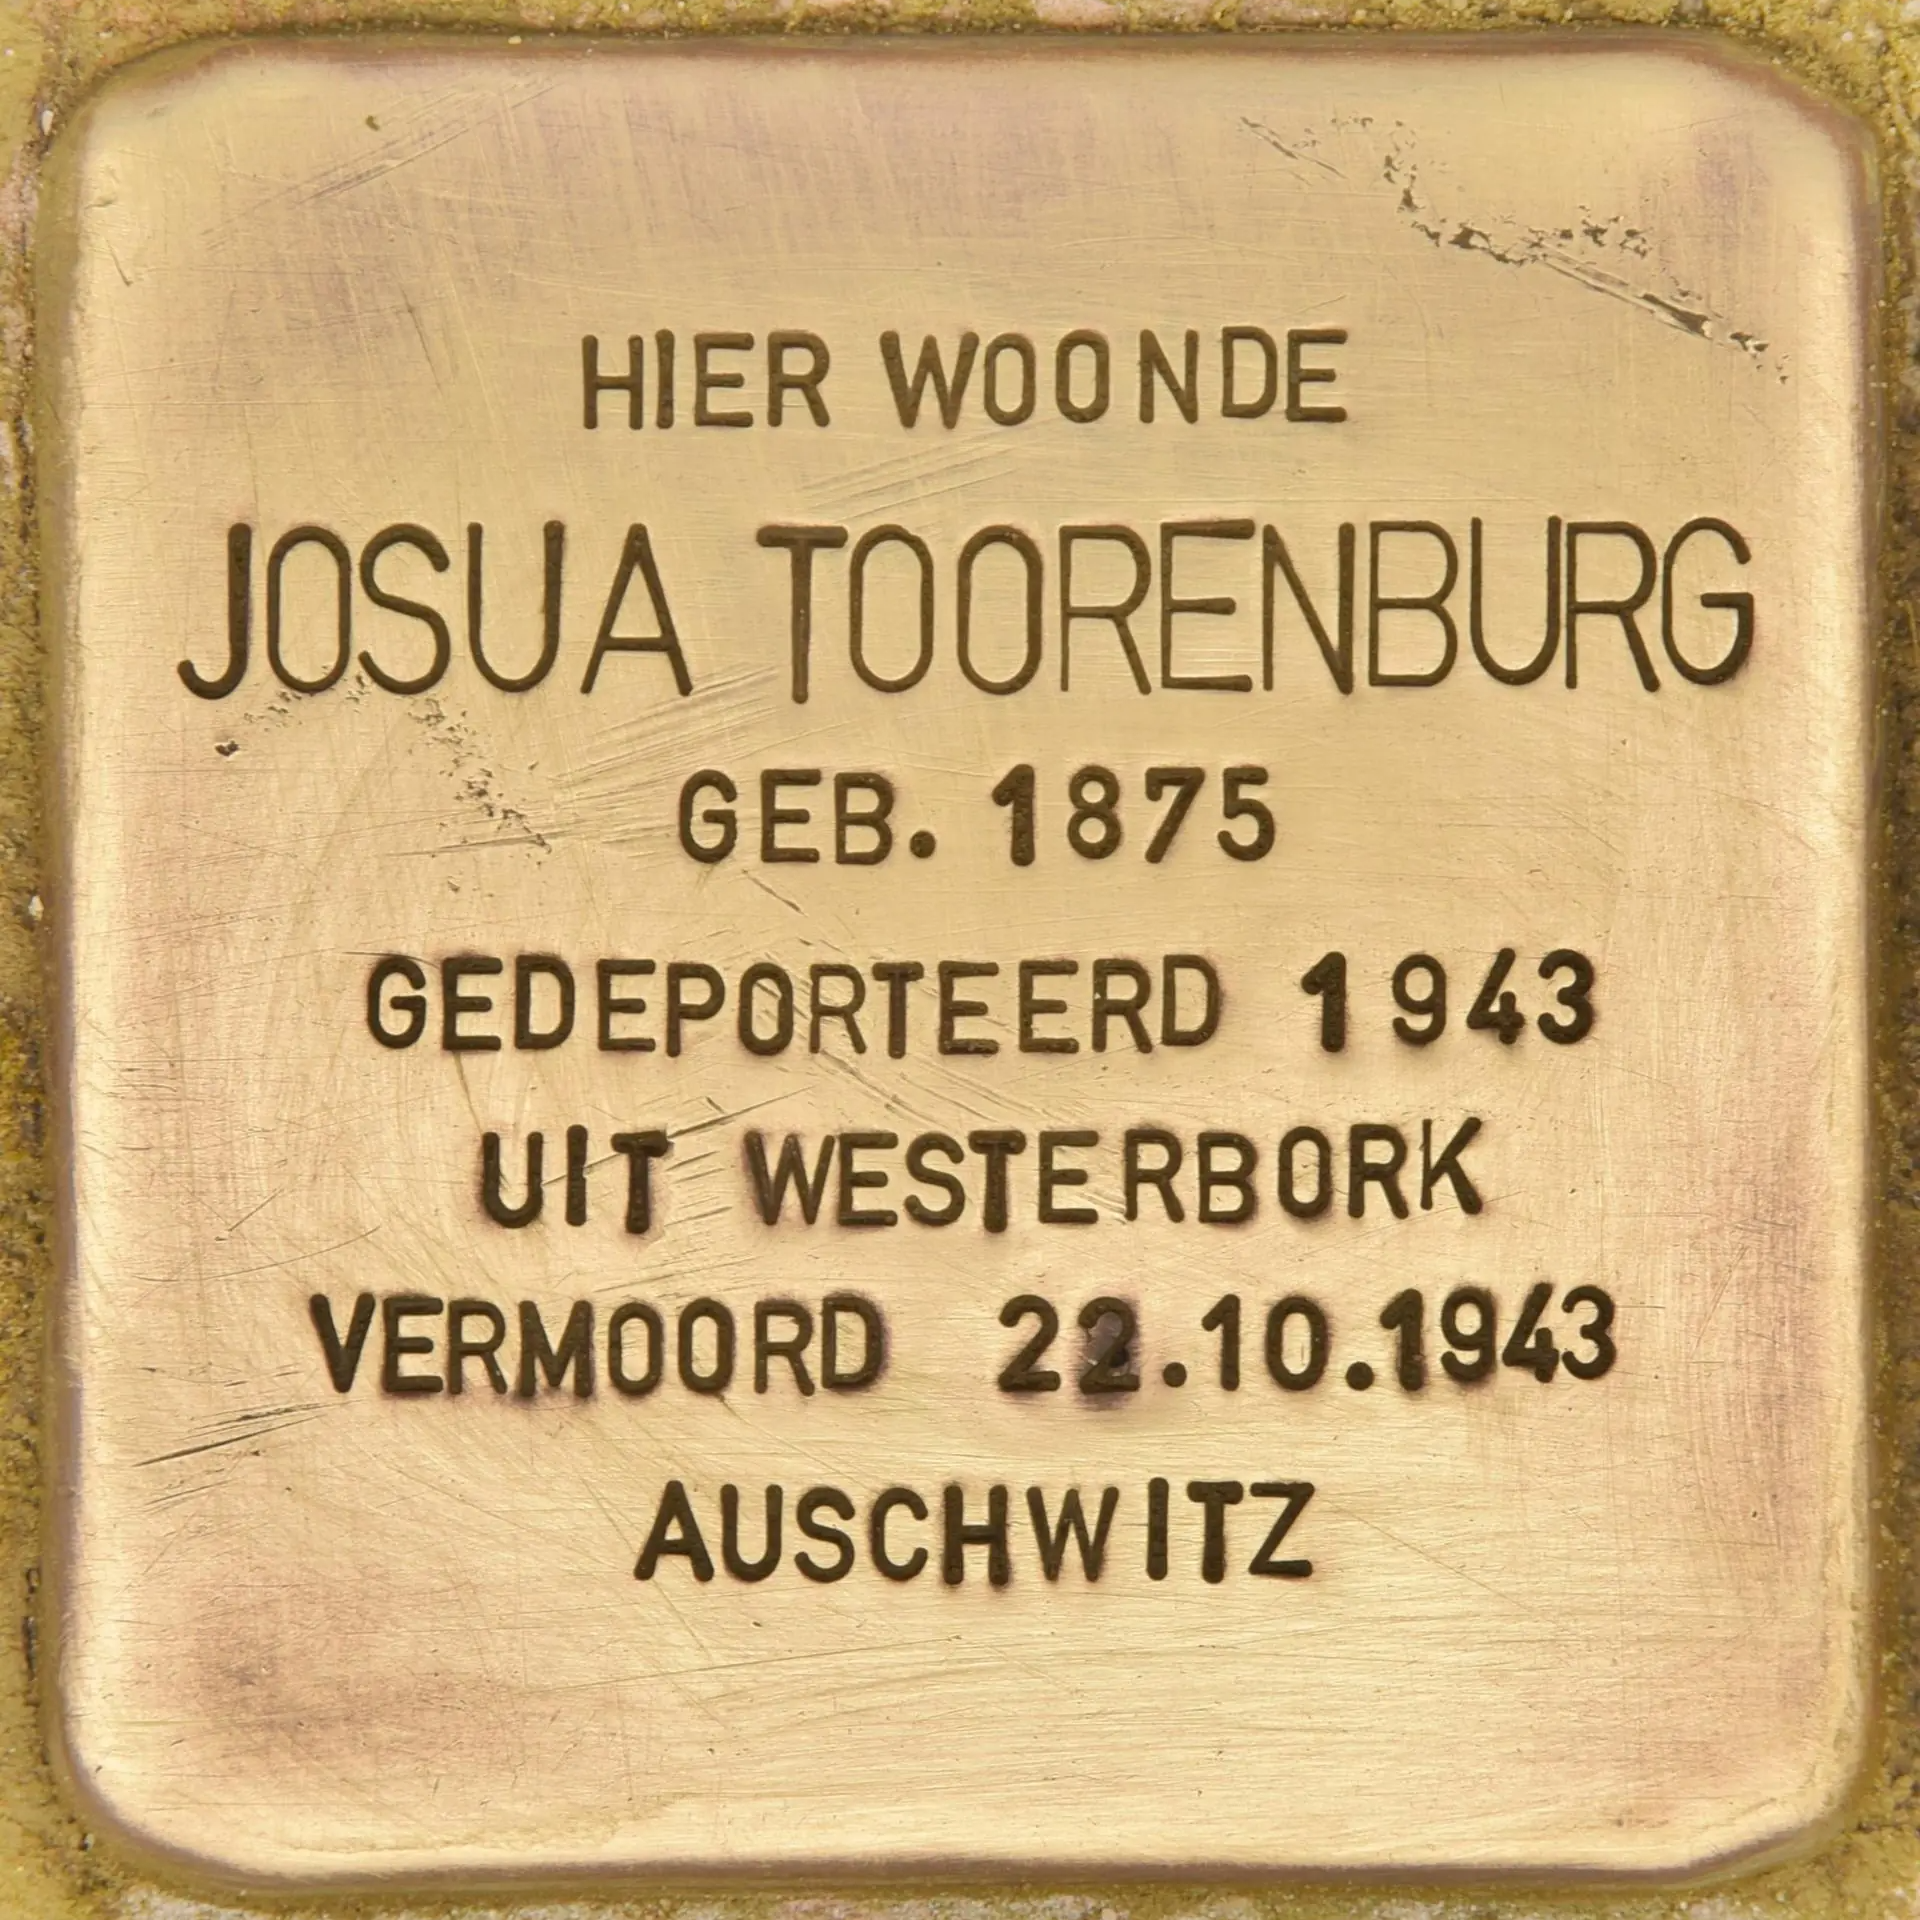 HIER WOONDE
JOSUA TOORENBURG
GEB. 1875
GEDEPORTEERD 1943
UIT WESTERBORK
VERMOORD 22.10.1943
AUSCHWITZ